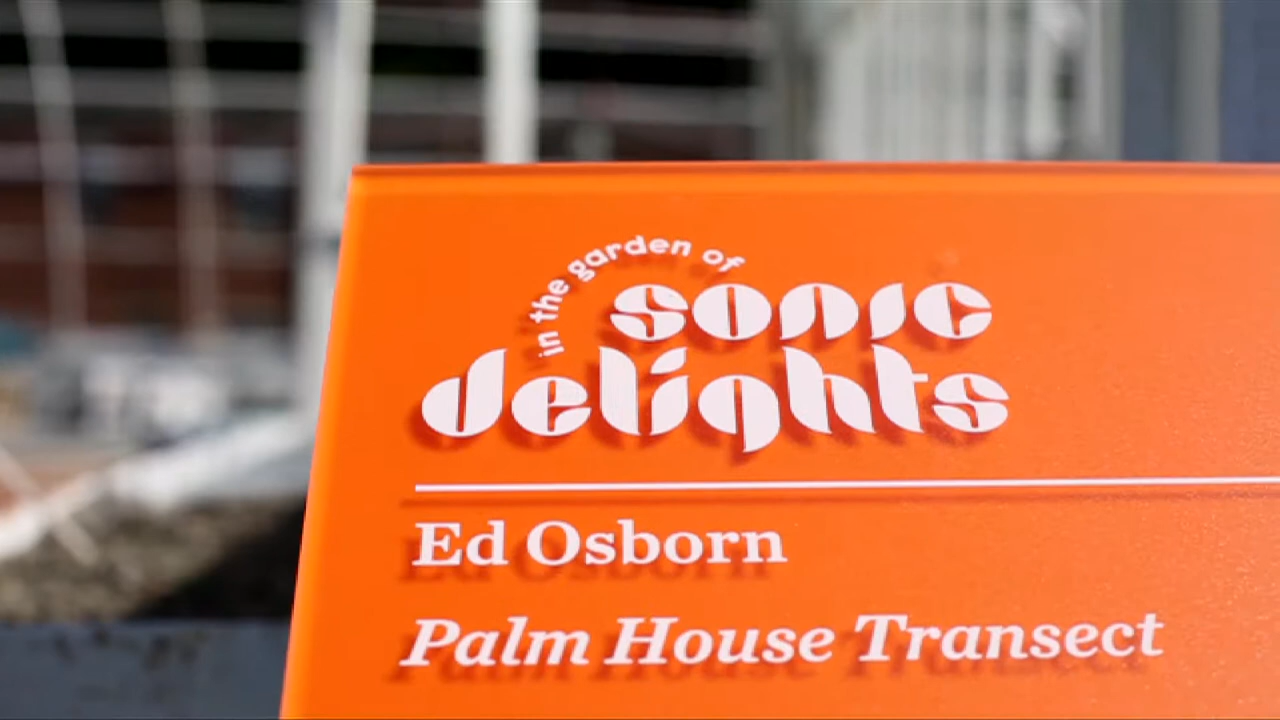 in the garden of
sonic
delights
Ed Osborn
Palm House Transect